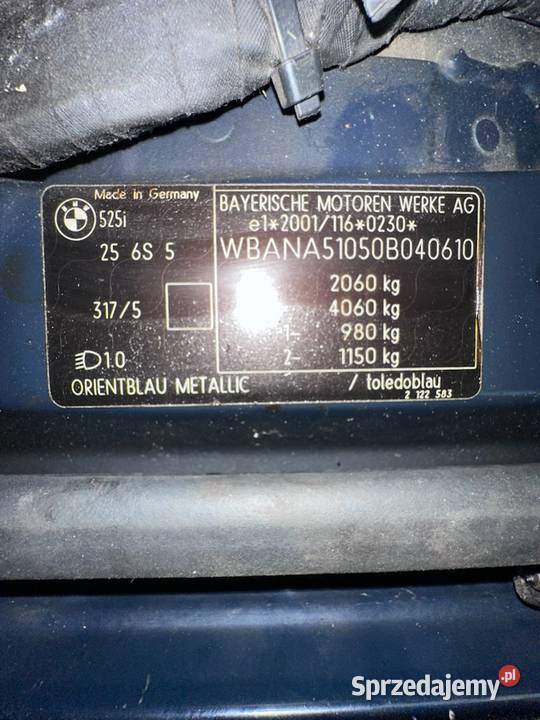 Made in Germany
BMW
525i
25 6S 5
317/5
1.0
ORIENTBLAU METALLIC
BAYERISCHE MOTOREN WERKE AG
e1*2001/116*0230*
WBANA51050B040610
2060 kg
4060 kg
1- 980 kg
2- 1150 kg
/ toledoblau
2 122 583
Sprzedajemy.pl